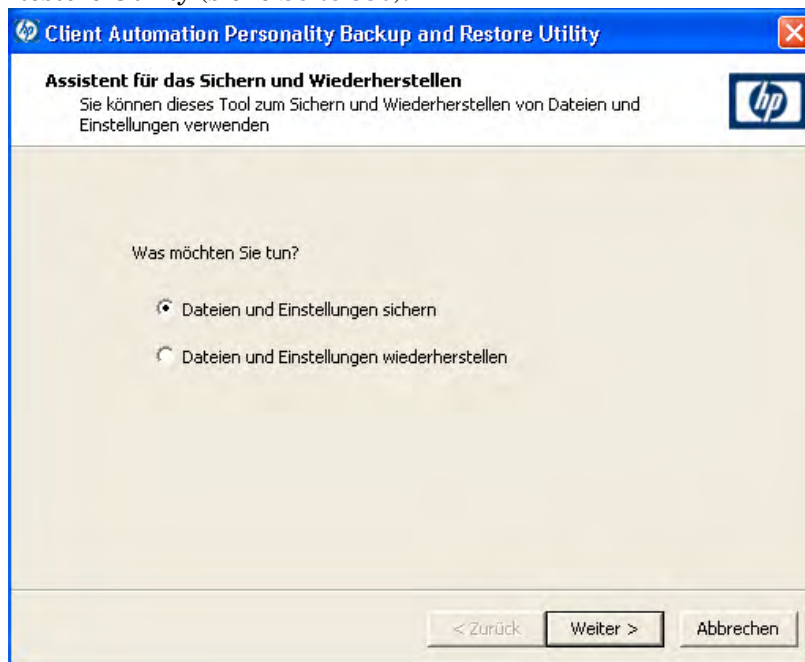 Client Automation Personality Backup and Restore Utility
Assistent für das Sichern und Wiederherstellen
Sie können dieses Tool zum Sichern und Wiederherstellen von Dateien und
Einstellungen verwenden
hp
Was möchten Sie tun?
Dateien und Einstellungen sichern
Dateien und Einstellungen wiederherstellen
< Zurück Weiter > Abbrechen